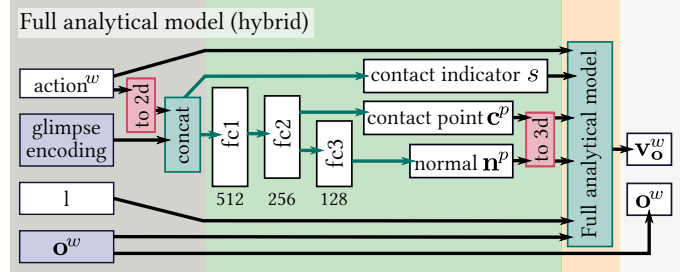 Full analytical model (hybrid)
action^w
to 2d
glimpse
encoding
concat
l
o^w
fc1
512
fc2
256
fc3
128
contact indicator s
contact point c^p
normal n^p
to 3d
Full analytical model
v_o^w
o^w